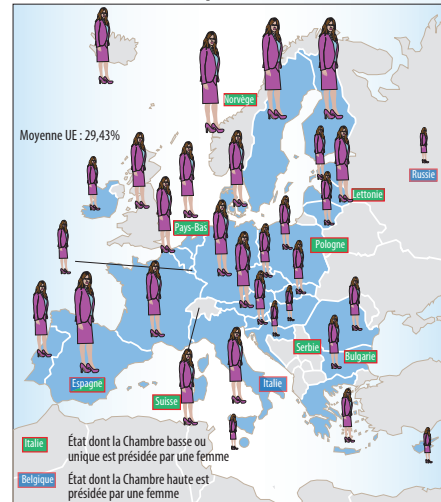 Norvège
Moyenne UE : 29,43%
Russie
Lettonie
Pays-Bas
Pologne
Serbie
Bulgarie
Espagne
Italie
Suisse
Italie État dont la Chambre basse ou
unique est présidée par une femme
Belgique État dont la Chambre haute est
présidée par une femme